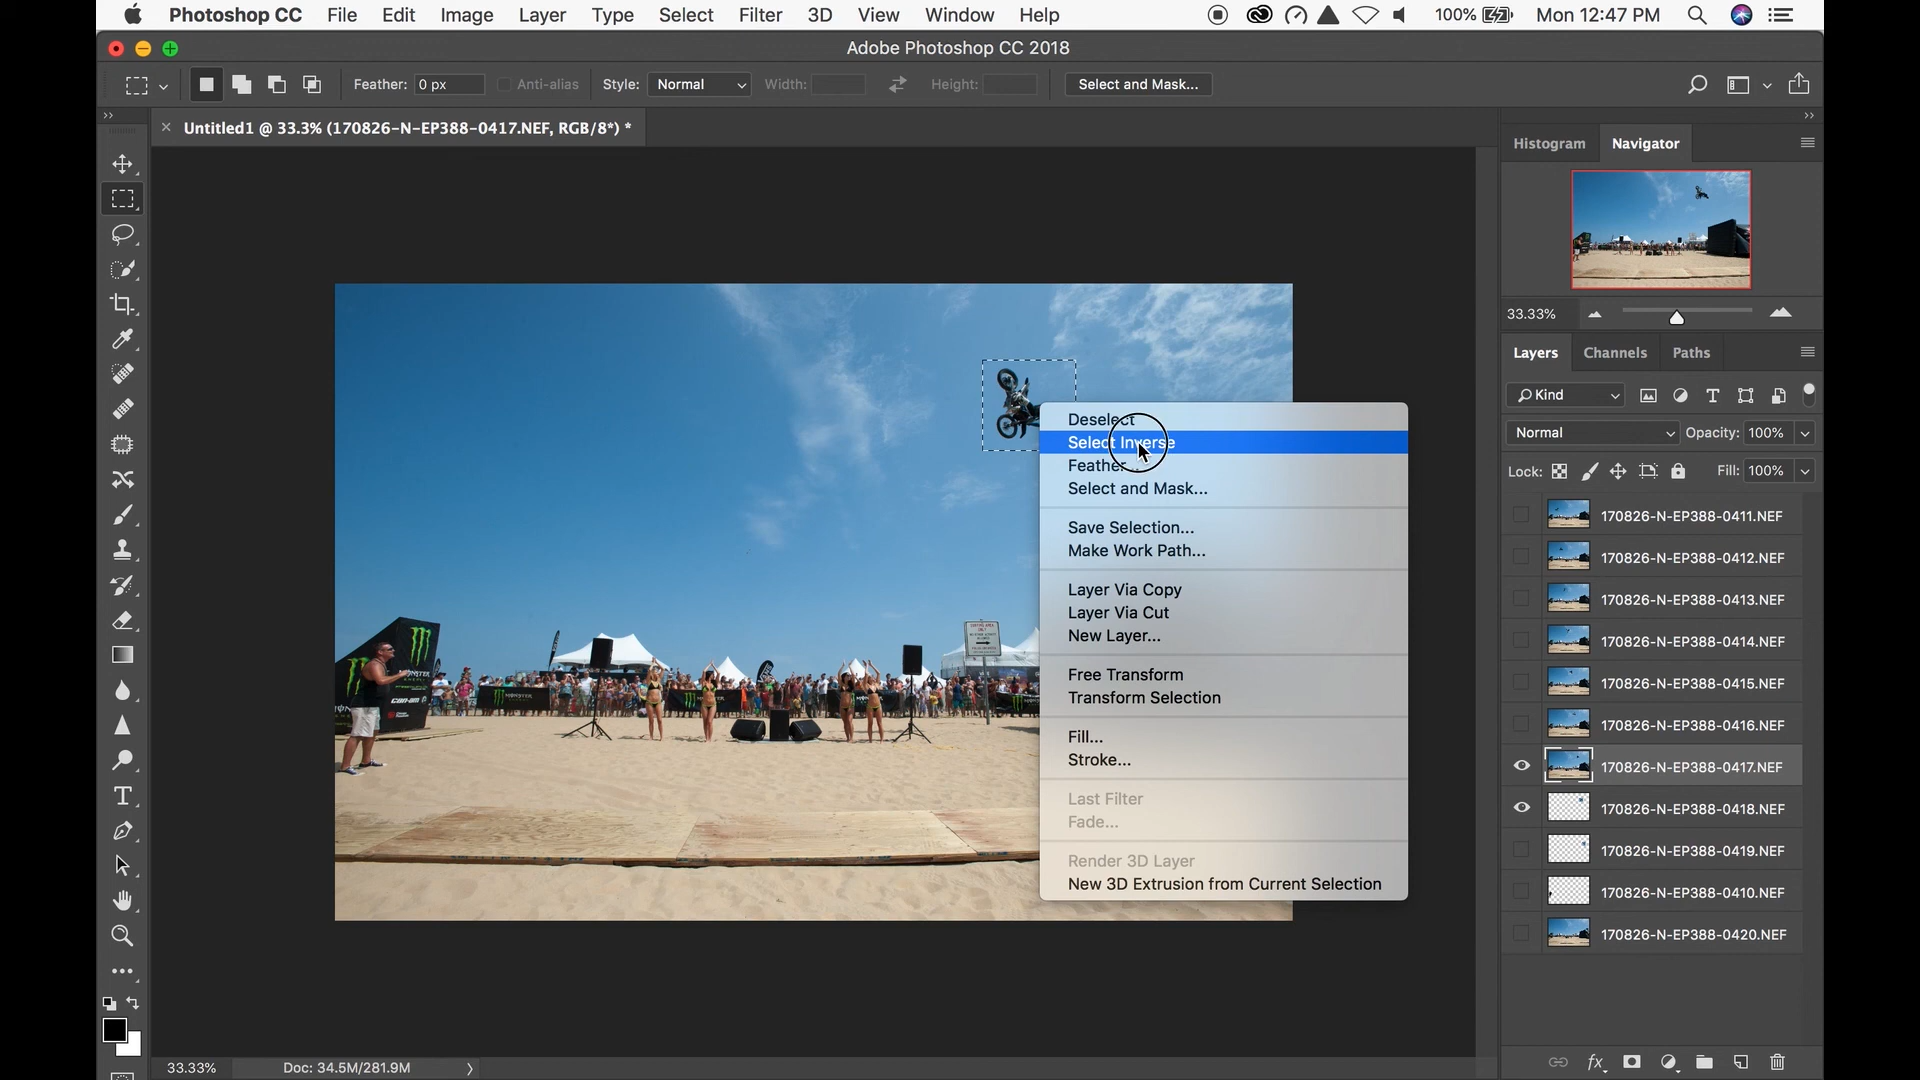 Photoshop CC File Edit Image Layer Type Select Filter 3D View Window Help 100% Mon 12:47 PM
Adobe Photoshop CC 2018
Feather: 0 px Anti-alias Style: Normal Width: Height: Select and Mask...
Untitled1 @ 33.3% (170826-N-EP388-0417.NEF, RGB/8*) *
Histogram Navigator
33.33%
Layers Channels Paths
Kind
Normal Opacity: 100%
Lock: Fill: 100%
Deselect
Select Inverse
Feather...
Select and Mask...
Save Selection...
Make Work Path...
Layer Via Copy
Layer Via Cut
New Layer...
Free Transform
Transform Selection
Fill...
Stroke...
Last Filter
Fade...
Render 3D Layer
New 3D Extrusion from Current Selection
170826-N-EP388-0411.NEF
170826-N-EP388-0412.NEF
170826-N-EP388-0413.NEF
170826-N-EP388-0414.NEF
170826-N-EP388-0415.NEF
170826-N-EP388-0416.NEF
170826-N-EP388-0417.NEF
170826-N-EP388-0418.NEF
170826-N-EP388-0419.NEF
170826-N-EP388-0410.NEF
170826-N-EP388-0420.NEF
MONSTER
can-am
33.33% Doc: 34.5M/281.9M